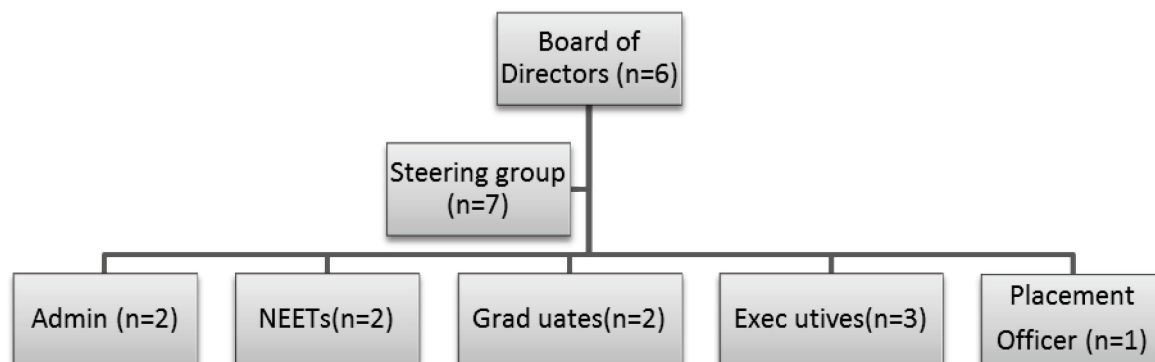 Board of
Directors (n=6)
Steering group
(n=7)
Admin (n=2)
NEETs(n=2)
Grad uates(n=2)
Exec utives(n=3)
Placement
Officer (n=1)